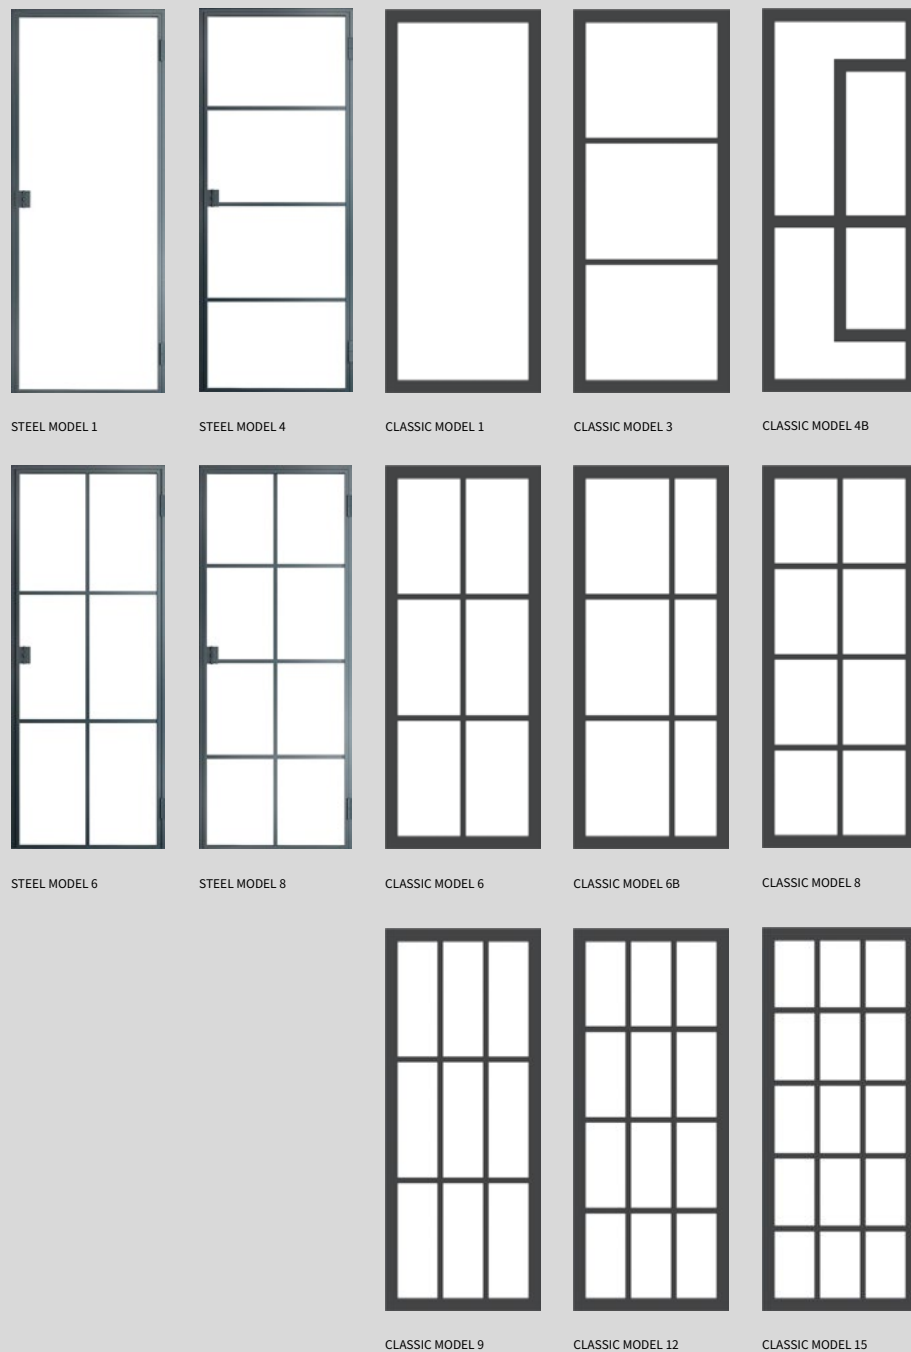 STEEL MODEL 1
STEEL MODEL 4
CLASSIC MODEL 1
CLASSIC MODEL 3
CLASSIC MODEL 4B
STEEL MODEL 6
STEEL MODEL 8
CLASSIC MODEL 6
CLASSIC MODEL 6B
CLASSIC MODEL 8
CLASSIC MODEL 9
CLASSIC MODEL 12
CLASSIC MODEL 15